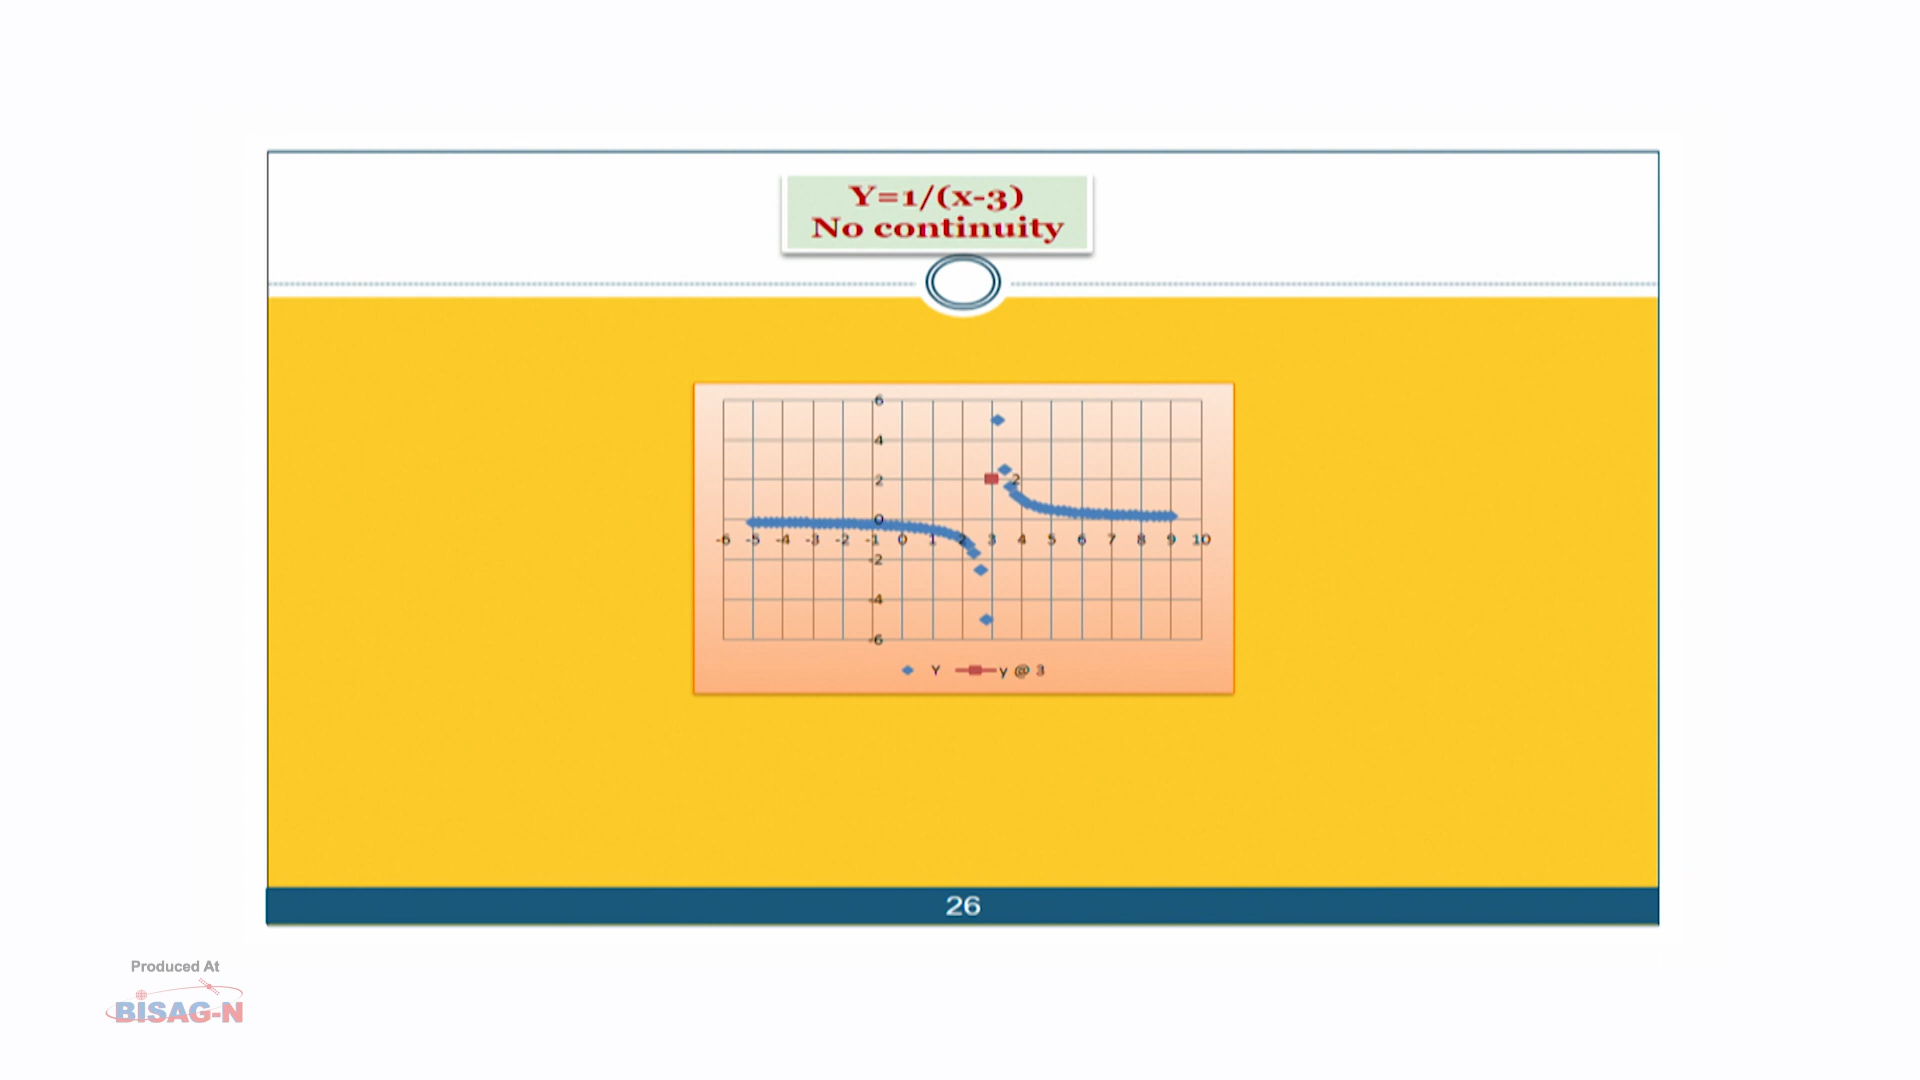 Y=1/(x-3)
No continuity
6
4
2
2
0
-6 -5 -4 -3 -2 -1 0 1 2 3 4 5 6 7 8 9 10
-2
-4
-6
Y y @ 3
26
Produced At
BISAG-N